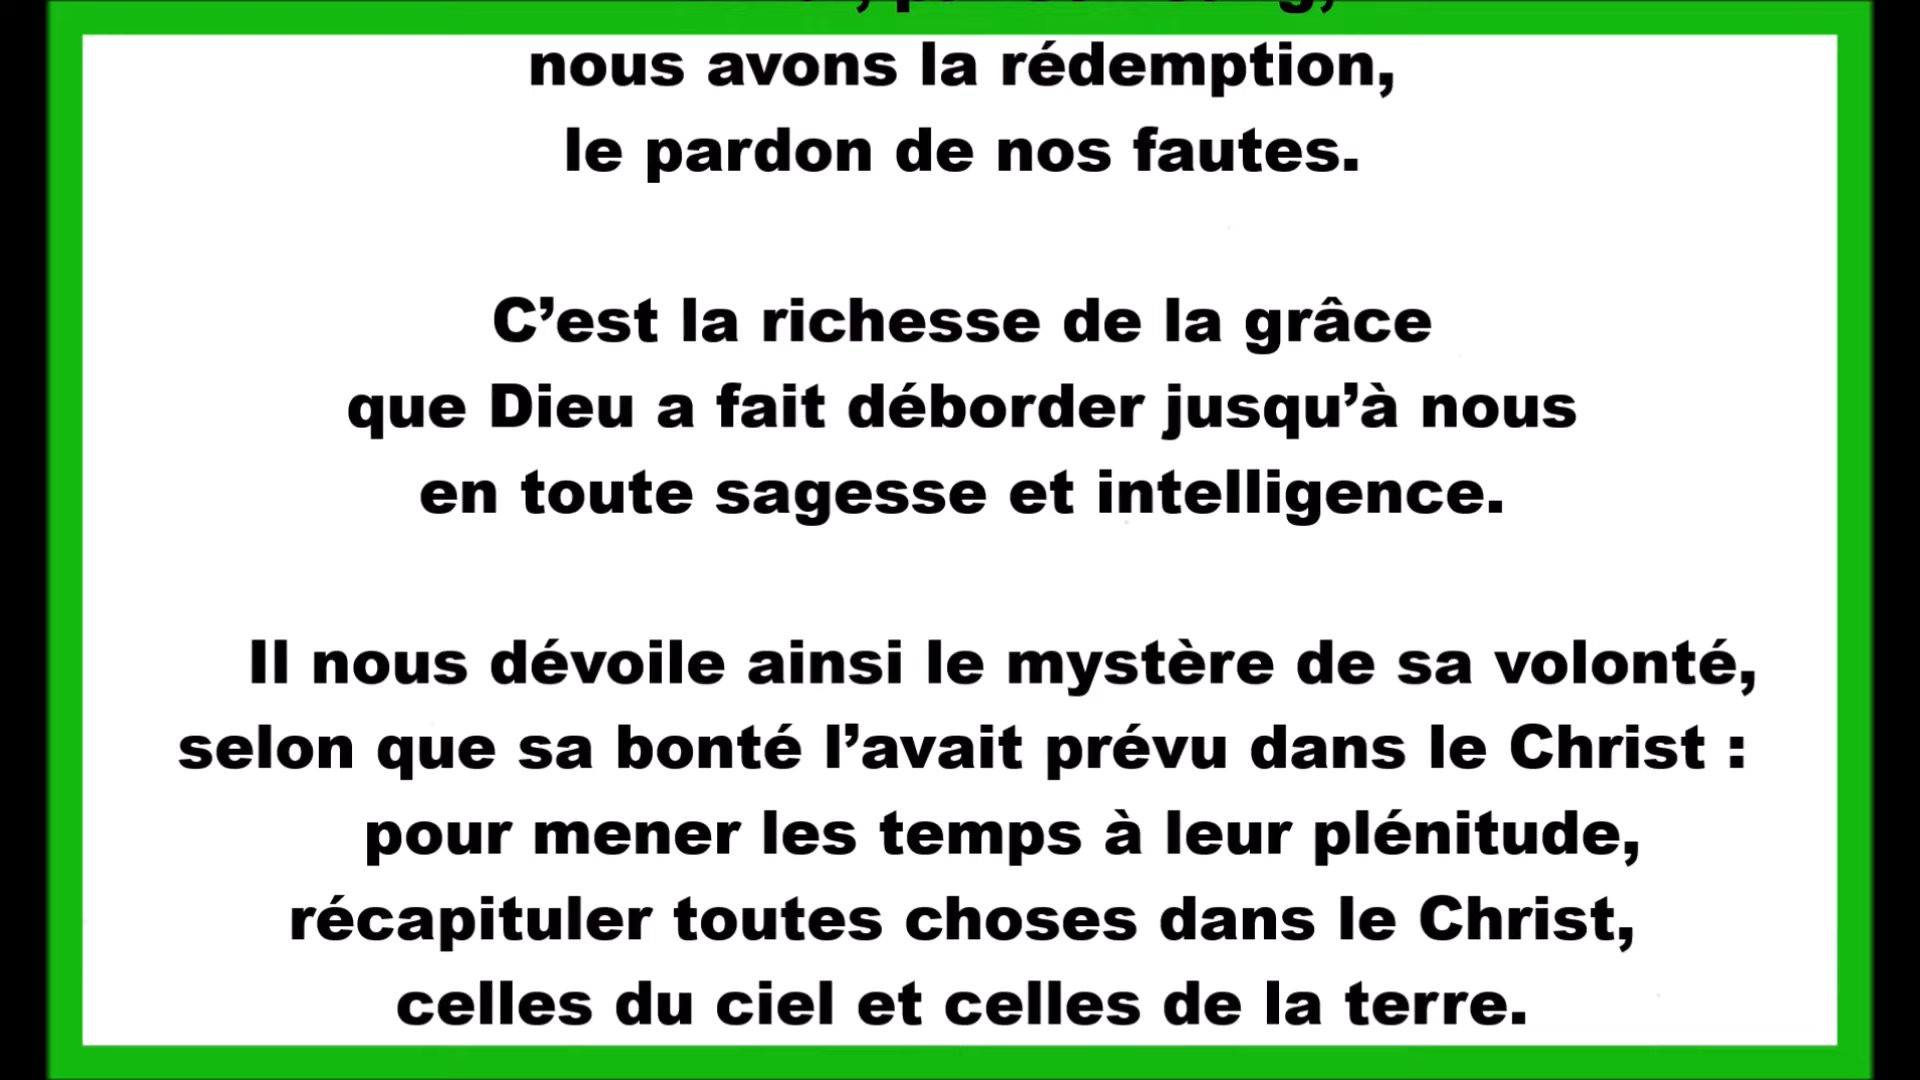 nous avons la rédemption,
le pardon de nos fautes.
C’est la richesse de la grâce
que Dieu a fait déborder jusqu’à nous
en toute sagesse et intelligence.
Il nous dévoile ainsi le mystère de sa volonté,
selon que sa bonté l’avait prévu dans le Christ :
pour mener les temps à leur plénitude,
récapituler toutes choses dans le Christ,
celles du ciel et celles de la terre.